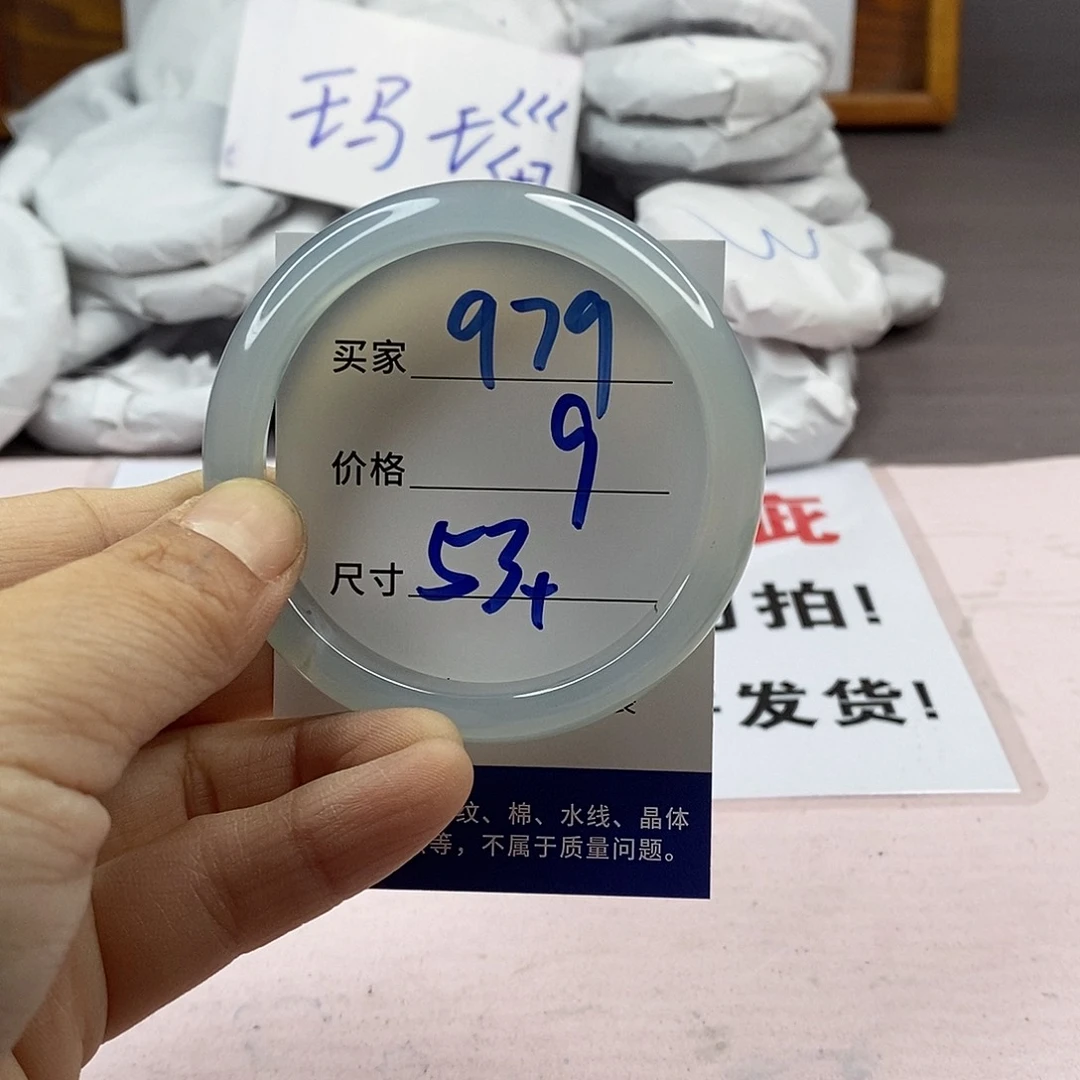 玛瑙
买家 979
价格 9
尺寸 53+
纹、棉、水线、晶体
等，不属于质量问题。
疵
拍!
发货!